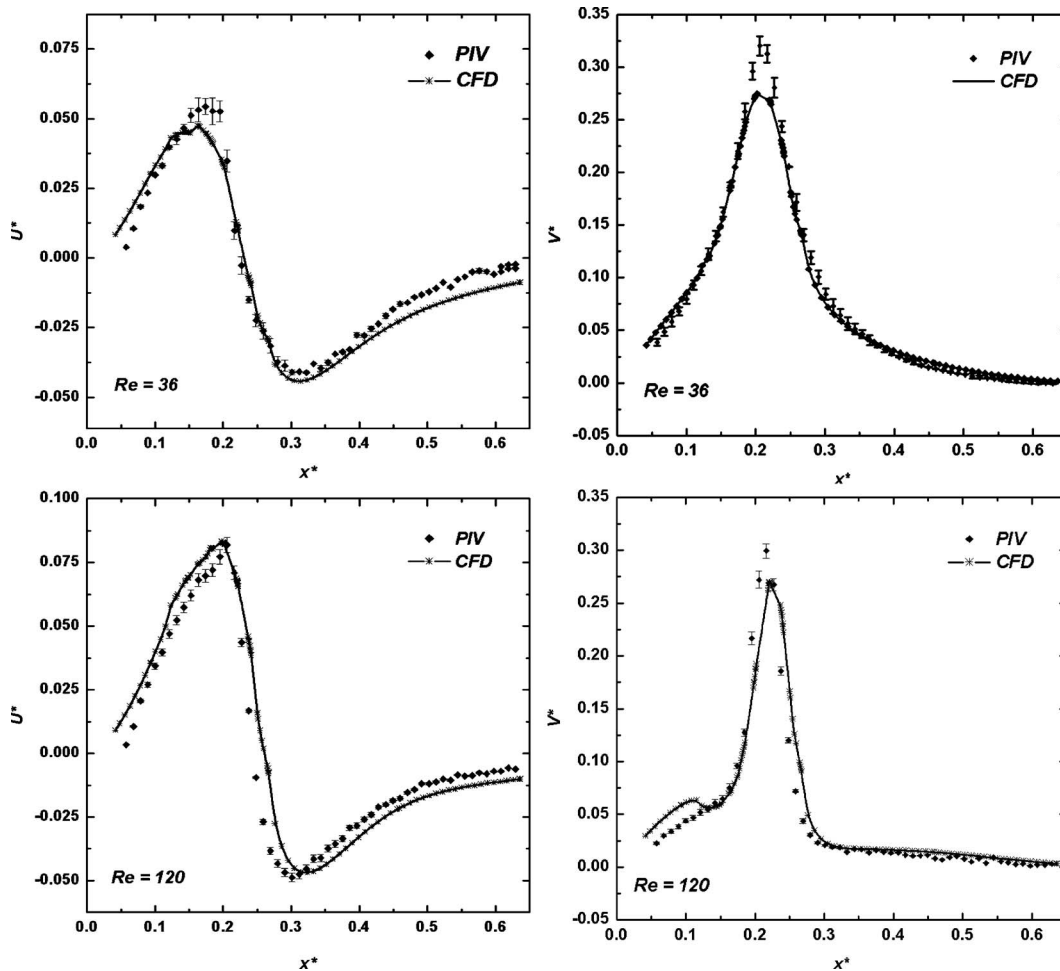 0.075
0.050
0.025
0.000
-0.025
-0.050
U*
PIV
CFD
Re = 36
0.0 0.1 0.2 0.3 0.4 0.5 0.6
x*
0.35
0.30
0.25
0.20
0.15
0.10
0.05
0.00
-0.05
V*
PIV
CFD
Re = 36
0.0 0.1 0.2 0.3 0.4 0.5 0.6
x*
0.100
0.075
0.050
0.025
0.000
-0.025
-0.050
U*
PIV
CFD
Re = 120
0.0 0.1 0.2 0.3 0.4 0.5 0.6
x*
0.35
0.30
0.25
0.20
0.15
0.10
0.05
0.00
-0.05
V*
PIV
CFD
Re = 120
0.0 0.1 0.2 0.3 0.4 0.5 0.6
x*